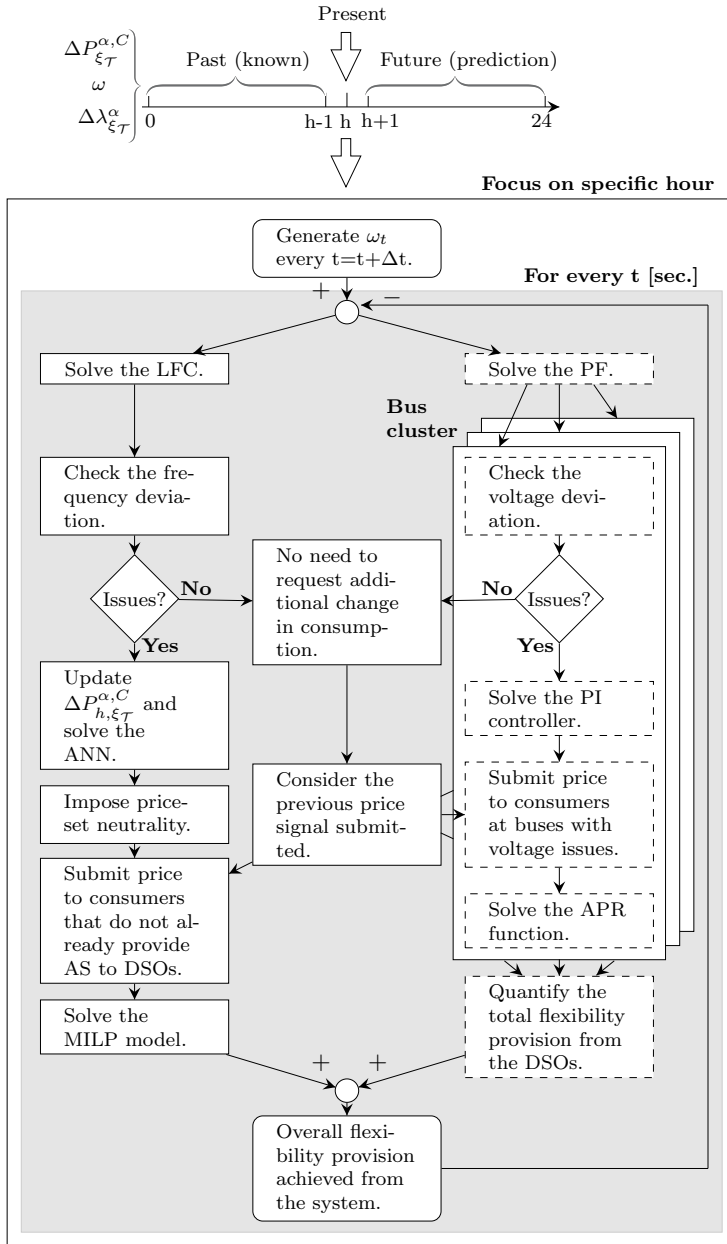 Present
ΔP^{α,C}_{ξ_𝒯}
ω
Δλ^{α}_{ξ_𝒯}
Past (known)
Future (prediction)
0
h-1
h
h+1
24
Focus on specific hour
Generate ω_t
every t=t+Δt.
For every t [sec.]
+
−
Solve the LFC.
Solve the PF.
Bus
cluster
Check the fre-
quency devia-
tion.
Check the
voltage devi-
ation.
Issues?
No
No need to
request addi-
tional change
in consump-
tion.
No
Issues?
Yes
Yes
Update
ΔP^{α,C}_{h,ξ_𝒯} and
solve the
ANN.
Solve the PI
controller.
Impose price-
set neutrality.
Consider the
previous price
signal submit-
ted.
Submit price
to consumers
at buses with
voltage issues.
Submit price
to consumers
that do not al-
ready provide
AS to DSOs.
Solve the APR
function.
Solve the
MILP model.
Quantify the
total flexibility
provision from
the DSOs.
+
+
Overall flexi-
bility provision
achieved from
the system.